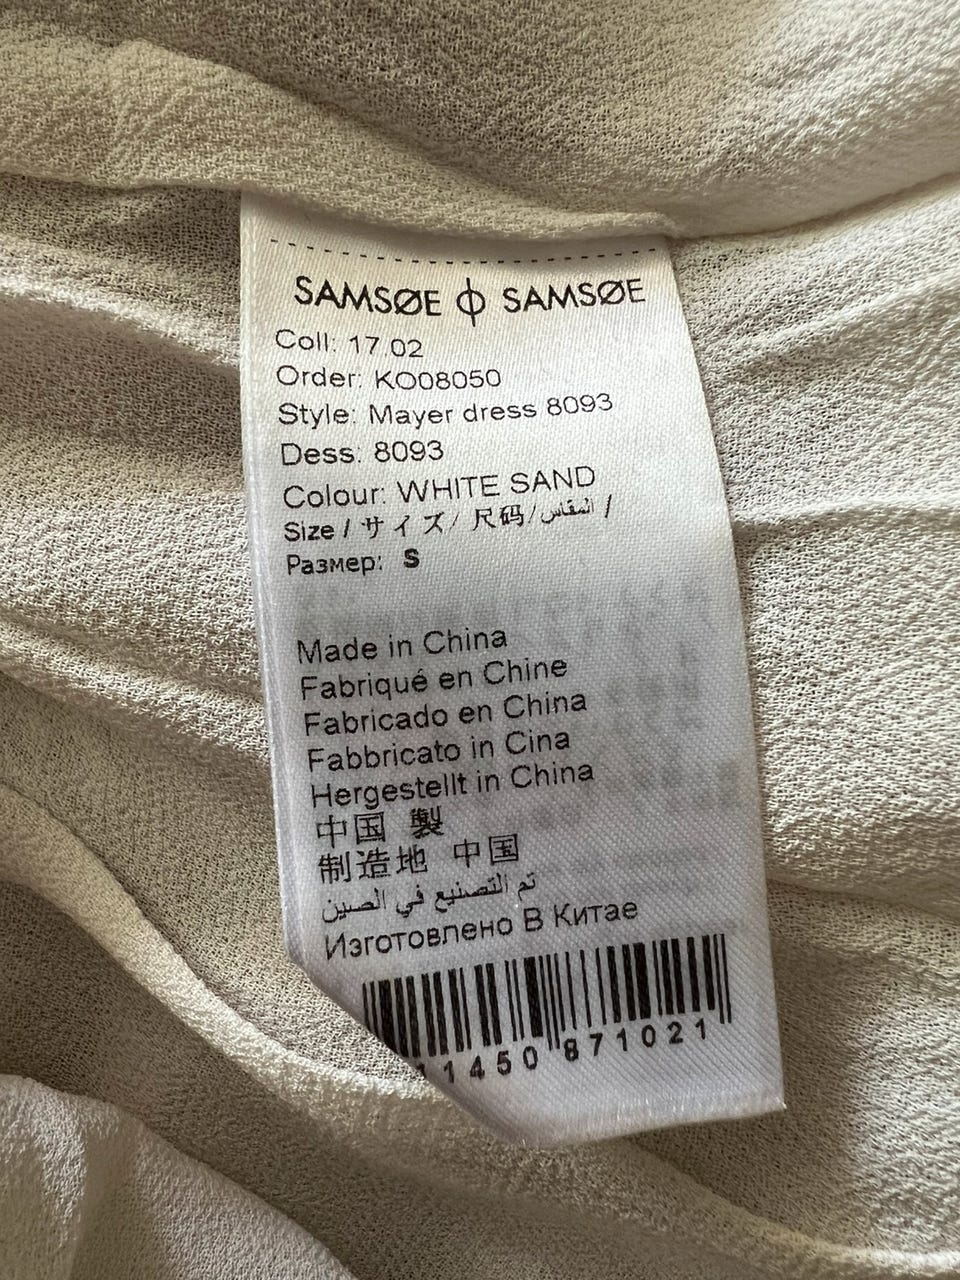 SAMSØE ϕ SAMSØE
Coll: 17.02
Order: KO08050
Style: Mayer dress 8093
Dess: 8093
Colour: WHITE SAND
Size / サイズ/ 尺码/المقاس /
Размер: S
Made in China
Fabriqué en Chine
Fabricado en China
Fabbricato in Cina
Hergestellt in China
中国 製
制造地 中国
تم التصنيع في الصين
Изготовлено В Китае
11450 871021